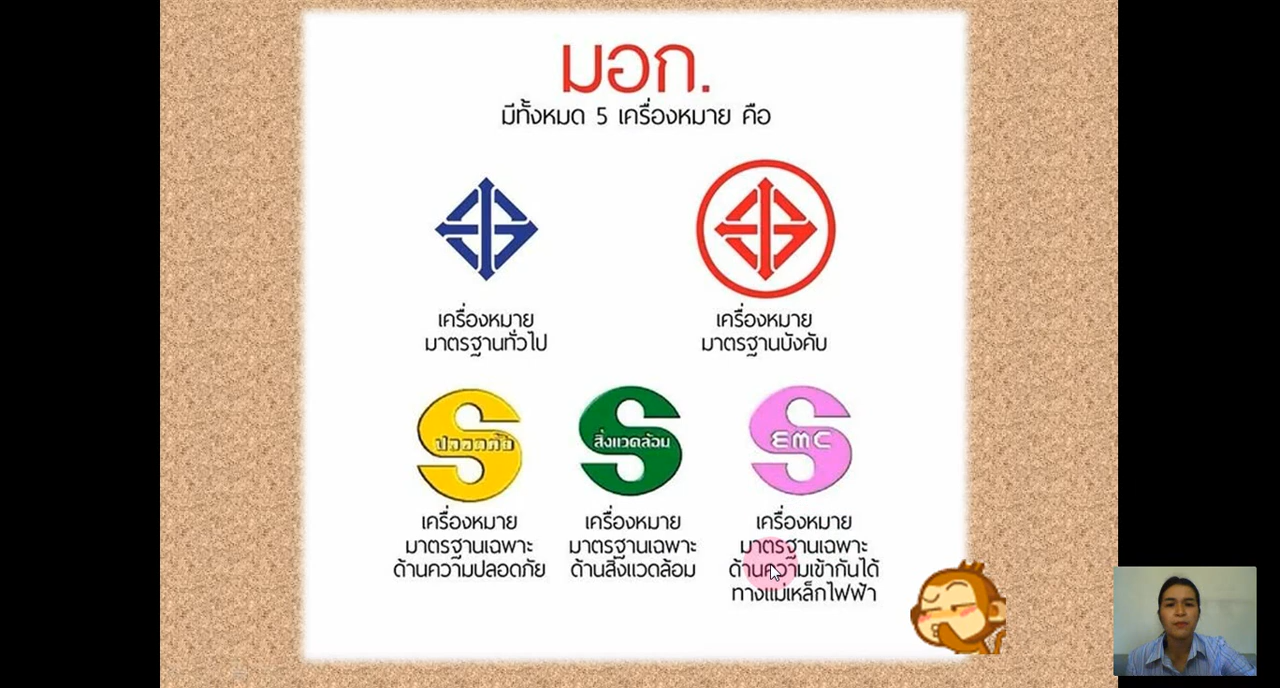 มอก.
มีทั้งหมด 5 เครื่องหมาย คือ
เครื่องหมาย
มาตรฐานทั่วไป
เครื่องหมาย
มาตรฐานบังคับ
ปลอดภัย
สิ่งแวดล้อม
EMC
เครื่องหมาย
มาตรฐานเฉพาะ
ด้านความปลอดภัย
เครื่องหมาย
มาตรฐานเฉพาะ
ด้านสิ่งแวดล้อม
เครื่องหมาย
มาตรฐานเฉพาะ
ด้านความเข้ากันได้
ทางแม่เหล็กไฟฟ้า